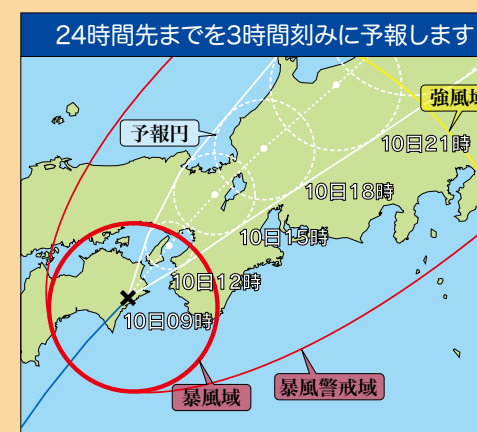 24時間先までを3時間刻みに予報します
強風域
予報円
10日21時
10日18時
10日15時
10日12時
10日09時
暴風警戒域
暴風域